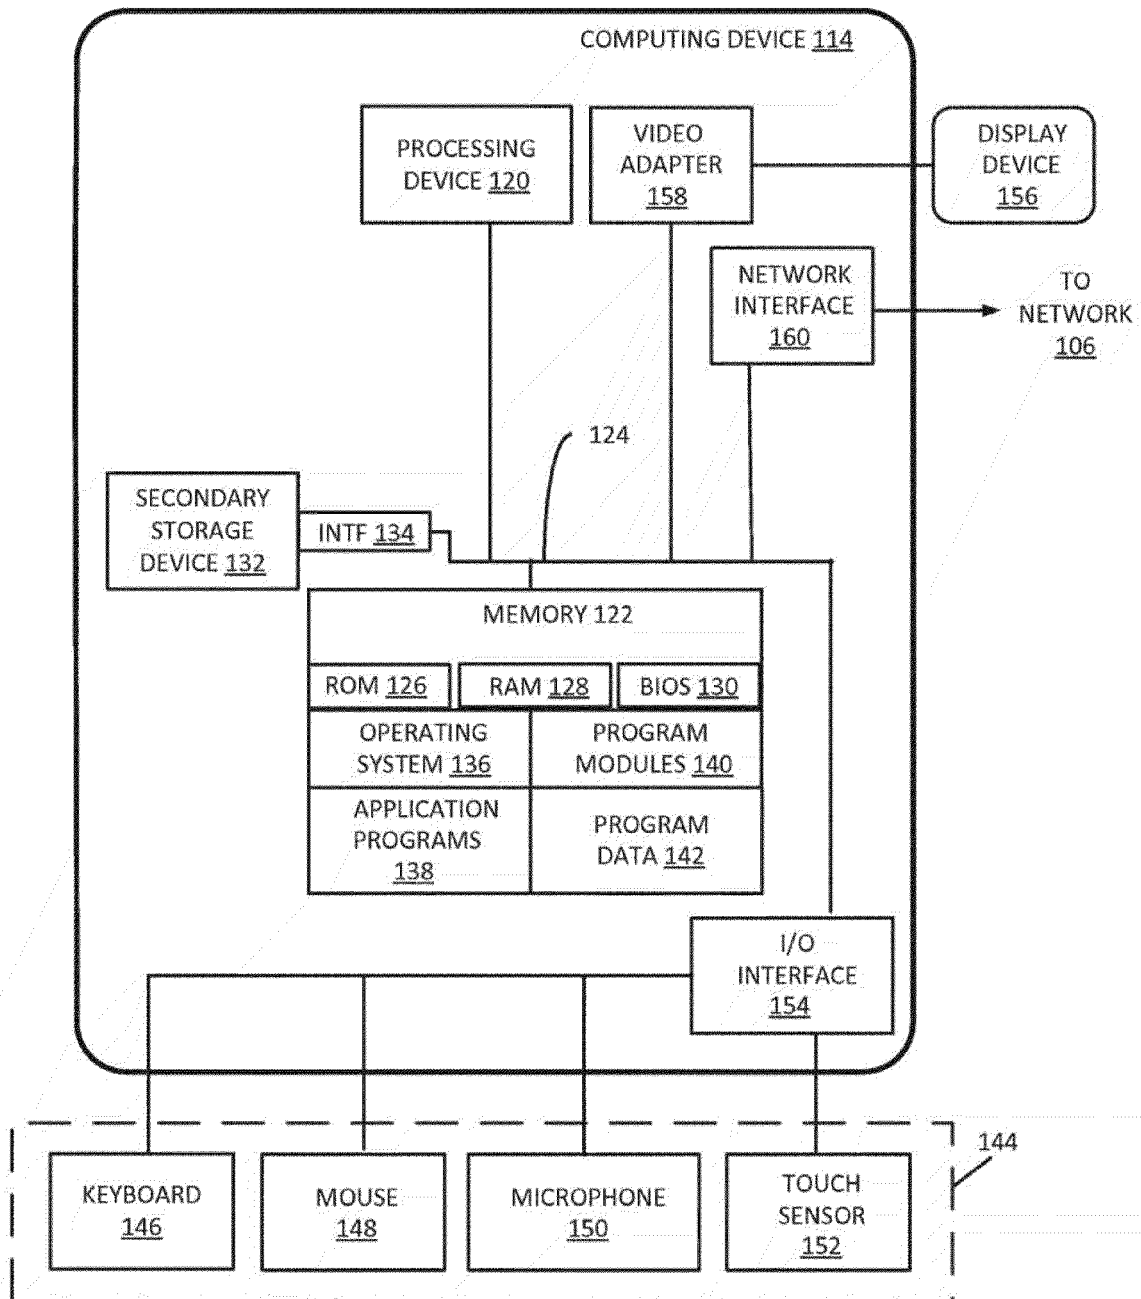 COMPUTING DEVICE 114
PROCESSING
DEVICE 120
VIDEO
ADAPTER
158
DISPLAY
DEVICE
156
NETWORK
INTERFACE
160
TO
NETWORK
106
124
SECONDARY
STORAGE
DEVICE 132
INTF 134
MEMORY 122
ROM 126
RAM 128
BIOS 130
OPERATING
SYSTEM 136
PROGRAM
MODULES 140
APPLICATION
PROGRAMS
138
PROGRAM
DATA 142
I/O
INTERFACE
154
144
KEYBOARD
146
MOUSE
148
MICROPHONE
150
TOUCH
SENSOR
152